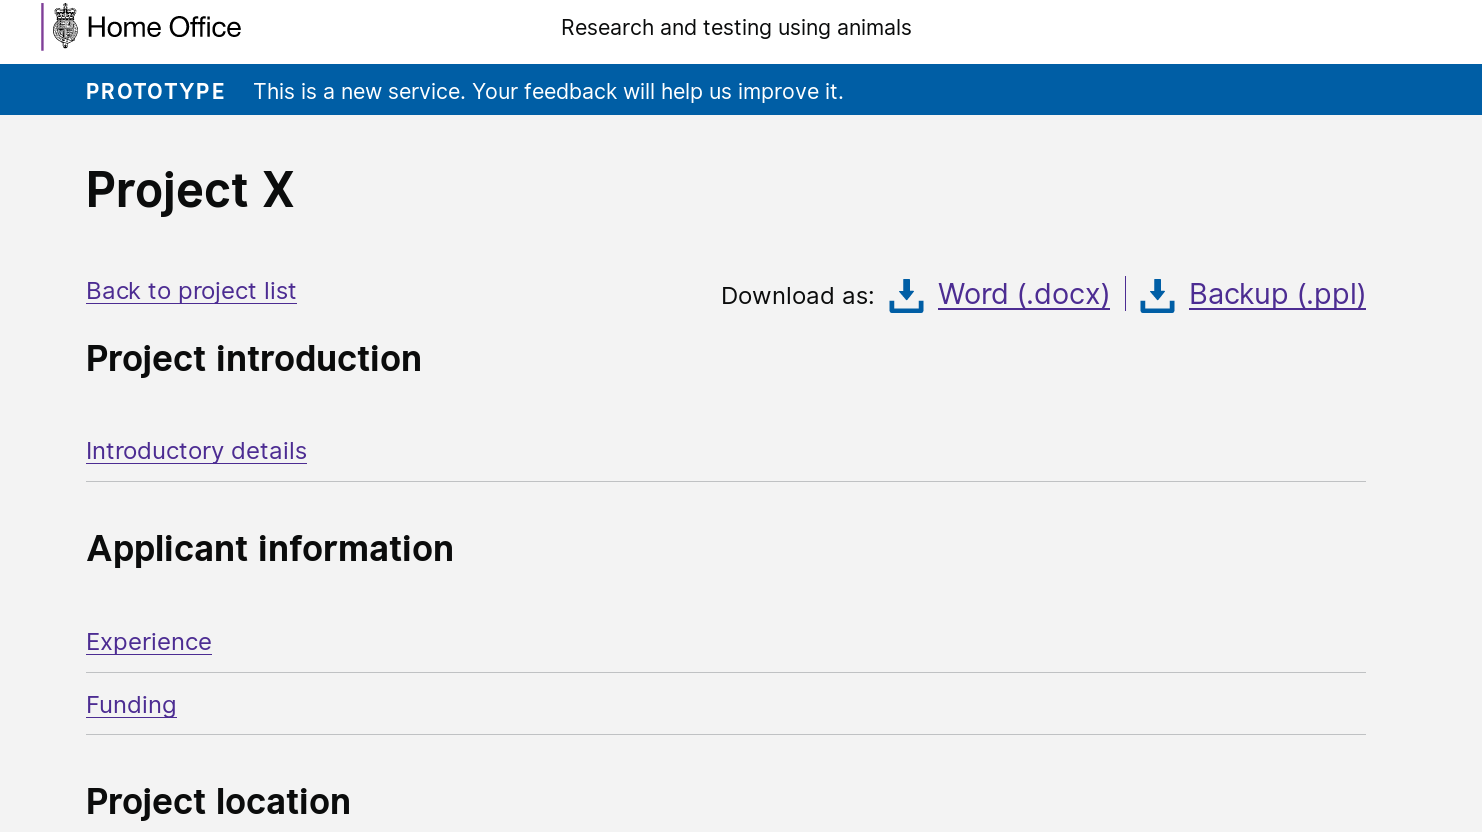 Home Office
Research and testing using animals
PROTOTYPE This is a new service. Your feedback will help us improve it.
Project X
Back to project list
Download as: Word (.docx) Backup (.ppl)
Project introduction
Introductory details
Applicant information
Experience
Funding
Project location